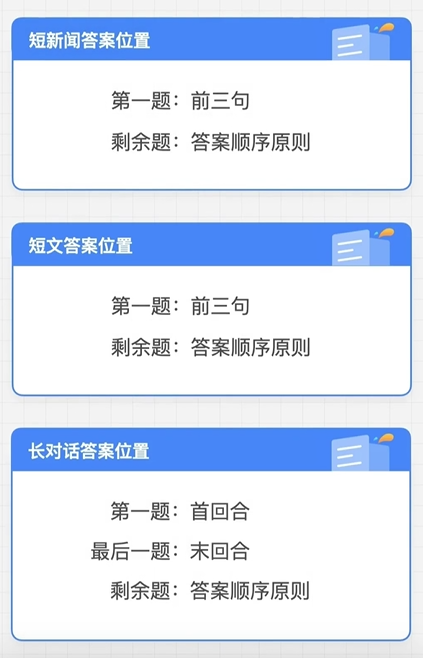 短新闻答案位置
第一题：前三句
剩余题：答案顺序原则
短文答案位置
第一题：前三句
剩余题：答案顺序原则
长对话答案位置
第一题：首回合
最后一题：末回合
剩余题：答案顺序原则